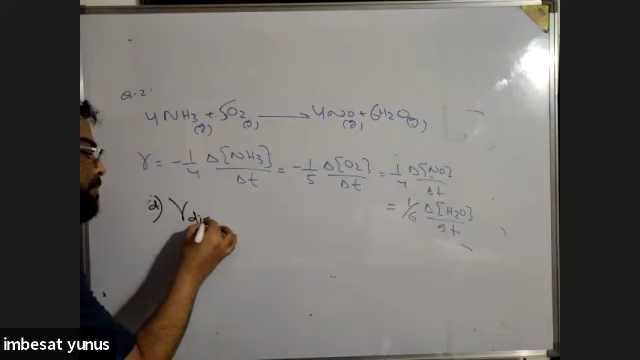 Q.2:
4NH₃(g) + 5O₂(g) ⟶ 4NO(g) + 6H₂O(g)
r = -1/4 Δ[NH₃]/Δt = -1/5 Δ[O₂]/Δt = 1/4 Δ[NO]/Δt
= 1/6 Δ[H₂O]/Δt
d) r dis
imbesat yunus